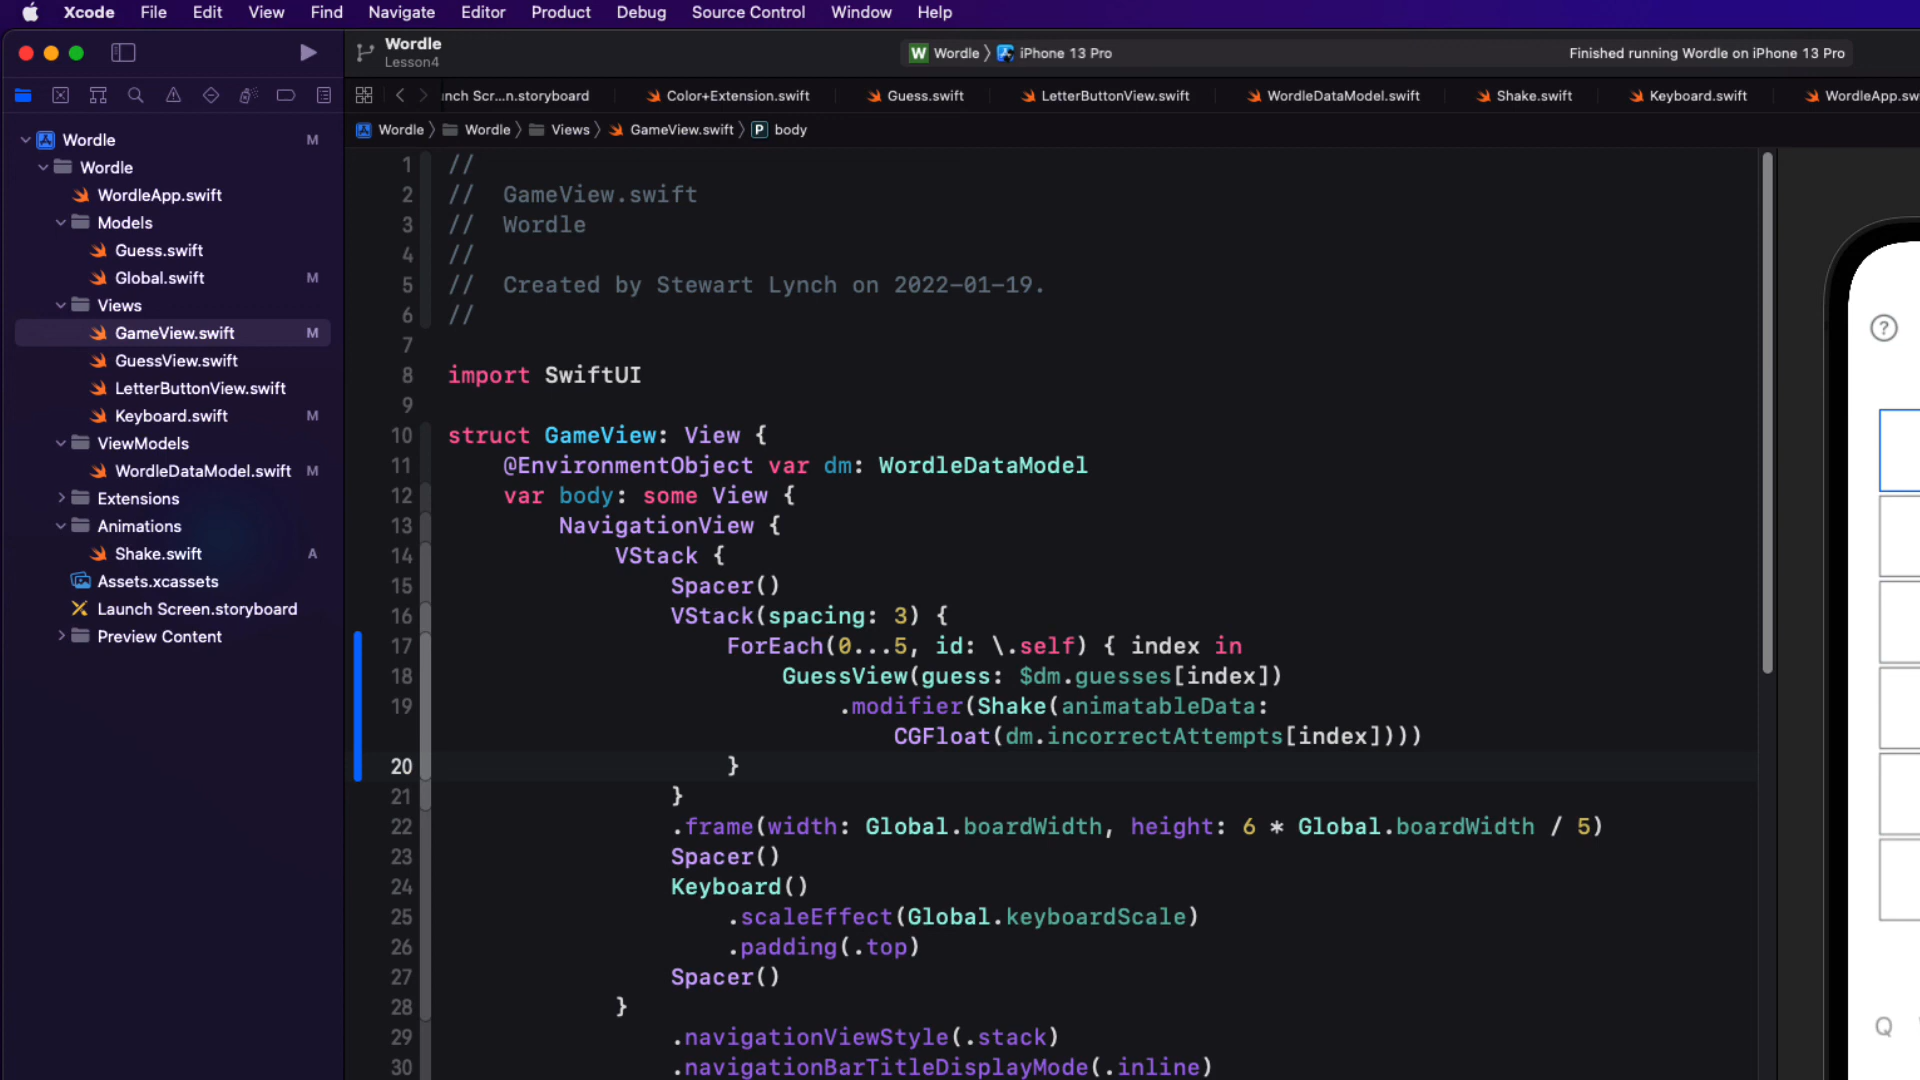 Xcode File Edit View Find Navigate Editor Product Debug Source Control Window Help
Wordle
Lesson4
W Wordle 〉 iPhone 13 Pro
Finished running Wordle on iPhone 13 Pro
nch Scr...n.storyboard Color+Extension.swift Guess.swift LetterButtonView.swift WordleDataModel.swift Shake.swift Keyboard.swift WordleApp.sw
Wordle 〉 Wordle 〉 Views 〉 GameView.swift 〉 P body
Wordle M
Wordle
WordleApp.swift
Models
Guess.swift
Global.swift M
Views
GameView.swift M
GuessView.swift
LetterButtonView.swift
Keyboard.swift M
ViewModels
WordleDataModel.swift M
Extensions
Animations
Shake.swift A
Assets.xcassets
Launch Screen.storyboard
Preview Content
1 //
2 // GameView.swift
3 // Wordle
4 //
5 // Created by Stewart Lynch on 2022-01-19.
6 //
7
8 import SwiftUI
9
10 struct GameView: View {
11 @EnvironmentObject var dm: WordleDataModel
12 var body: some View {
13 NavigationView {
14 VStack {
15 Spacer()
16 VStack(spacing: 3) {
17 ForEach(0...5, id: \.self) { index in
18 GuessView(guess: $dm.guesses[index])
19 .modifier(Shake(animatableData:
CGFloat(dm.incorrectAttempts[index])))
20 }
21 }
22 .frame(width: Global.boardWidth, height: 6 * Global.boardWidth / 5)
23 Spacer()
24 Keyboard()
25 .scaleEffect(Global.keyboardScale)
26 .padding(.top)
27 Spacer()
28 }
29 .navigationViewStyle(.stack)
30 .navigationBarTitleDisplayMode(.inline)
?
Q